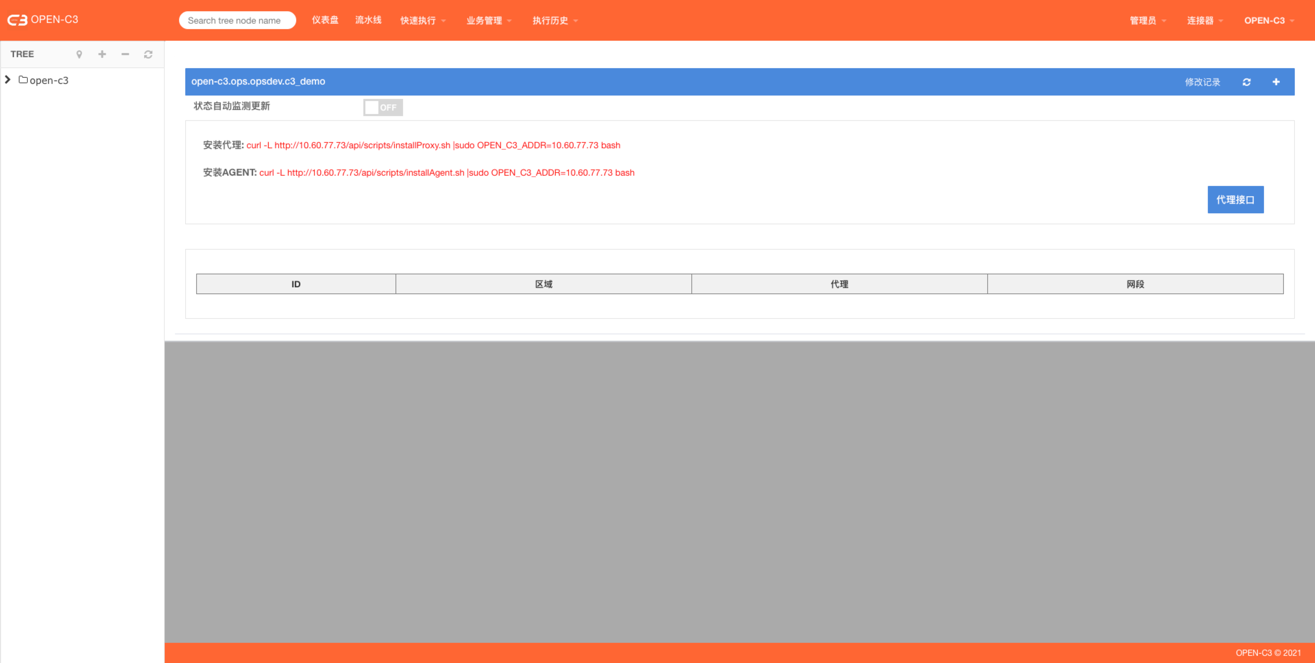 C3 OPEN-C3 Search tree node name 仪表盘 流水线 快速执行 业务管理 执行历史 管理员 连接器 OPEN-C3
TREE
open-c3
open-c3.ops.opsdev.c3_demo 修改记录
状态自动监测更新 OFF
安装代理: curl -L http://10.60.77.73/api/scripts/installProxy.sh |sudo OPEN_C3_ADDR=10.60.77.73 bash
安装AGENT: curl -L http://10.60.77.73/api/scripts/installAgent.sh |sudo OPEN_C3_ADDR=10.60.77.73 bash
代理接口
ID 区域 代理 网段
OPEN-C3 © 2021